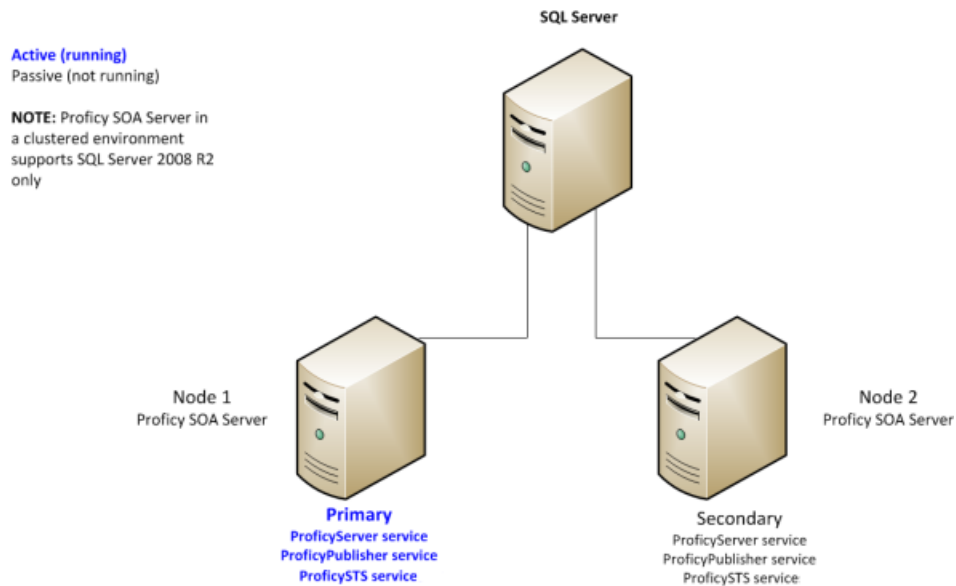 SQL Server
Active (running)
Passive (not running)
NOTE: Proficy SOA Server in
a clustered environment
supports SQL Server 2008 R2
only
Node 1
Proficy SOA Server
Node 2
Proficy SOA Server
Primary
ProficyServer service
ProficyPublisher service
ProficySTS service
Secondary
ProficyServer service
ProficyPublisher service
ProficySTS service